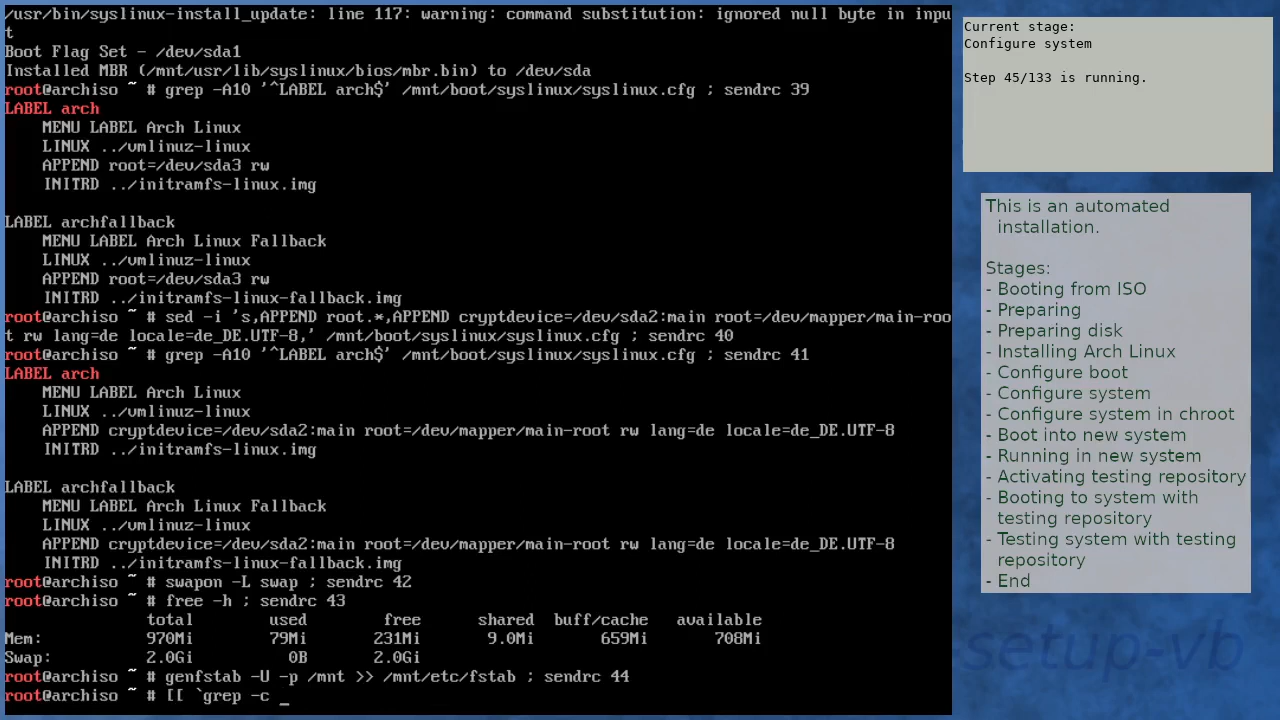 /usr/bin/syslinux-install_update: line 117: warning: command substitution: ignored null byte in inpu
t
Boot Flag Set - /dev/sda1
Installed MBR (/mnt/usr/lib/syslinux/bios/mbr.bin) to /dev/sda
root@archiso ~ # grep -A10 '^LABEL arch$' /mnt/boot/syslinux/syslinux.cfg ; sendrc 39
LABEL arch
    MENU LABEL Arch Linux
    LINUX ../vmlinuz-linux
    APPEND root=/dev/sda3 rw
    INITRD ../initramfs-linux.img

LABEL archfallback
    MENU LABEL Arch Linux Fallback
    LINUX ../vmlinuz-linux
    APPEND root=/dev/sda3 rw
    INITRD ../initramfs-linux-fallback.img
root@archiso ~ # sed -i 's,APPEND root.*,APPEND cryptdevice=/dev/sda2:main root=/dev/mapper/main-roo
t rw lang=de locale=de_DE.UTF-8,' /mnt/boot/syslinux/syslinux.cfg ; sendrc 40
root@archiso ~ # grep -A10 '^LABEL arch$' /mnt/boot/syslinux/syslinux.cfg ; sendrc 41
LABEL arch
    MENU LABEL Arch Linux
    LINUX ../vmlinuz-linux
    APPEND cryptdevice=/dev/sda2:main root=/dev/mapper/main-root rw lang=de locale=de_DE.UTF-8
    INITRD ../initramfs-linux.img

LABEL archfallback
    MENU LABEL Arch Linux Fallback
    LINUX ../vmlinuz-linux
    APPEND cryptdevice=/dev/sda2:main root=/dev/mapper/main-root rw lang=de locale=de_DE.UTF-8
    INITRD ../initramfs-linux-fallback.img
root@archiso ~ # swapon -L swap ; sendrc 42
root@archiso ~ # free -h ; sendrc 43
               total        used        free      shared  buff/cache   available
Mem:           970Mi        79Mi       231Mi       9.0Mi       659Mi       708Mi
Swap:          2.0Gi          0B       2.0Gi
root@archiso ~ # genfstab -U -p /mnt >> /mnt/etc/fstab ; sendrc 44
root@archiso ~ # [[ `grep -c _
Current stage:
Configure system

Step 45/133 is running.
This is an automated
installation.

Stages:
- Booting from ISO
- Preparing
- Preparing disk
- Installing Arch Linux
- Configure boot
- Configure system
- Configure system in chroot
- Boot into new system
- Running in new system
- Activating testing repository
- Booting to system with
testing repository
- Testing system with testing
repository
- End
setup-vb